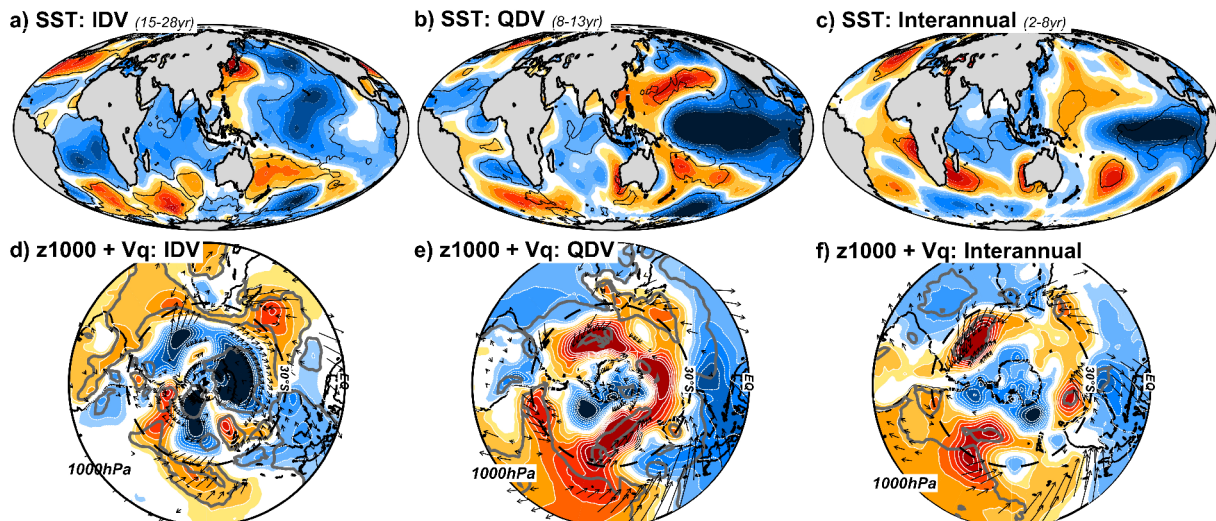 a) SST: IDV (15-28yr)
b) SST: QDV (8-13yr)
c) SST: Interannual (2-8yr)
d) z1000 + Vq: IDV
e) z1000 + Vq: QDV
f) z1000 + Vq: Interannual
30°S
EQ
30°S
EQ
30°S
EQ
1000hPa
1000hPa